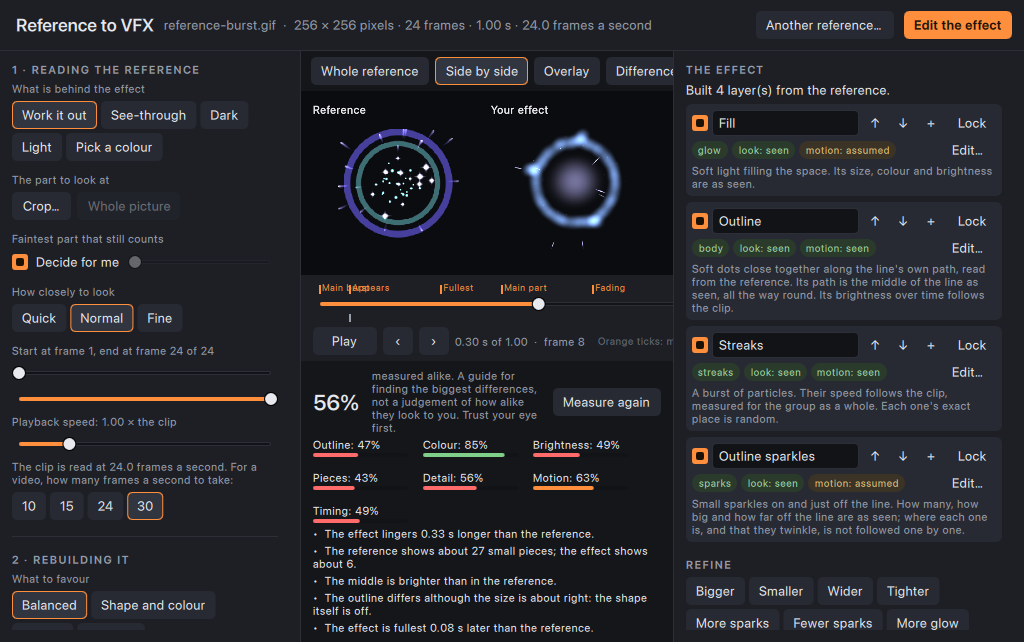 Reference to VFX reference-burst.gif · 256 × 256 pixels · 24 frames · 1.00 s · 24.0 frames a second
Another reference…
Edit the effect
1 · READING THE REFERENCE
What is behind the effect
Work it out
See-through
Dark
Light
Pick a colour
The part to look at
Crop…
Whole picture
Faintest part that still counts
Decide for me
How closely to look
Quick
Normal
Fine
Start at frame 1, end at frame 24 of 24
Playback speed: 1.00 × the clip
The clip is read at 24.0 frames a second. For a
video, how many frames a second to take:
10
15
24
30
2 · REBUILDING IT
What to favour
Balanced
Shape and colour
Whole reference
Side by side
Overlay
Difference
Reference
Your effect
Appears
Fullest
Main part
Fading
Play
‹
›
0.30 s of 1.00 · frame 8
Orange ticks:
56%
measured alike. A guide for
finding the biggest differences,
not a judgement of how alike
they look to you. Trust your eye
first.
Measure again
Outline: 47%
Colour: 85%
Brightness: 49%
Pieces: 43%
Detail: 56%
Motion: 63%
Timing: 49%
• The effect lingers 0.33 s longer than the reference.
• The reference shows about 27 small pieces; the effect shows
about 6.
• The middle is brighter than in the reference.
• The outline differs although the size is about right: the shape
itself is off.
• The effect is fullest 0.08 s later than the reference.
THE EFFECT
Built 4 layer(s) from the reference.
Fill
↑ ↓ + Lock
glow
look: seen
motion: assumed
Edit…
Soft light filling the space. Its size, colour and brightness
are as seen.
Outline
↑ ↓ + Lock
body
look: seen
motion: seen
Edit…
Soft dots close together along the line's own path, read
from the reference. Its path is the middle of the line as
seen, all the way round. Its brightness over time follows
the clip.
Streaks
↑ ↓ + Lock
streaks
look: seen
motion: seen
Edit…
A burst of particles. Their speed follows the clip,
measured for the group as a whole. Each one's exact
place is random.
Outline sparkles
↑ ↓ + Lock
sparks
look: seen
motion: assumed
Edit…
Small sparkles on and just off the line. How many, how
big and how far off the line are as seen; where each one
is, and that they twinkle, is not followed one by one.
REFINE
Bigger
Smaller
Wider
Tighter
More sparks
Fewer sparks
More glow